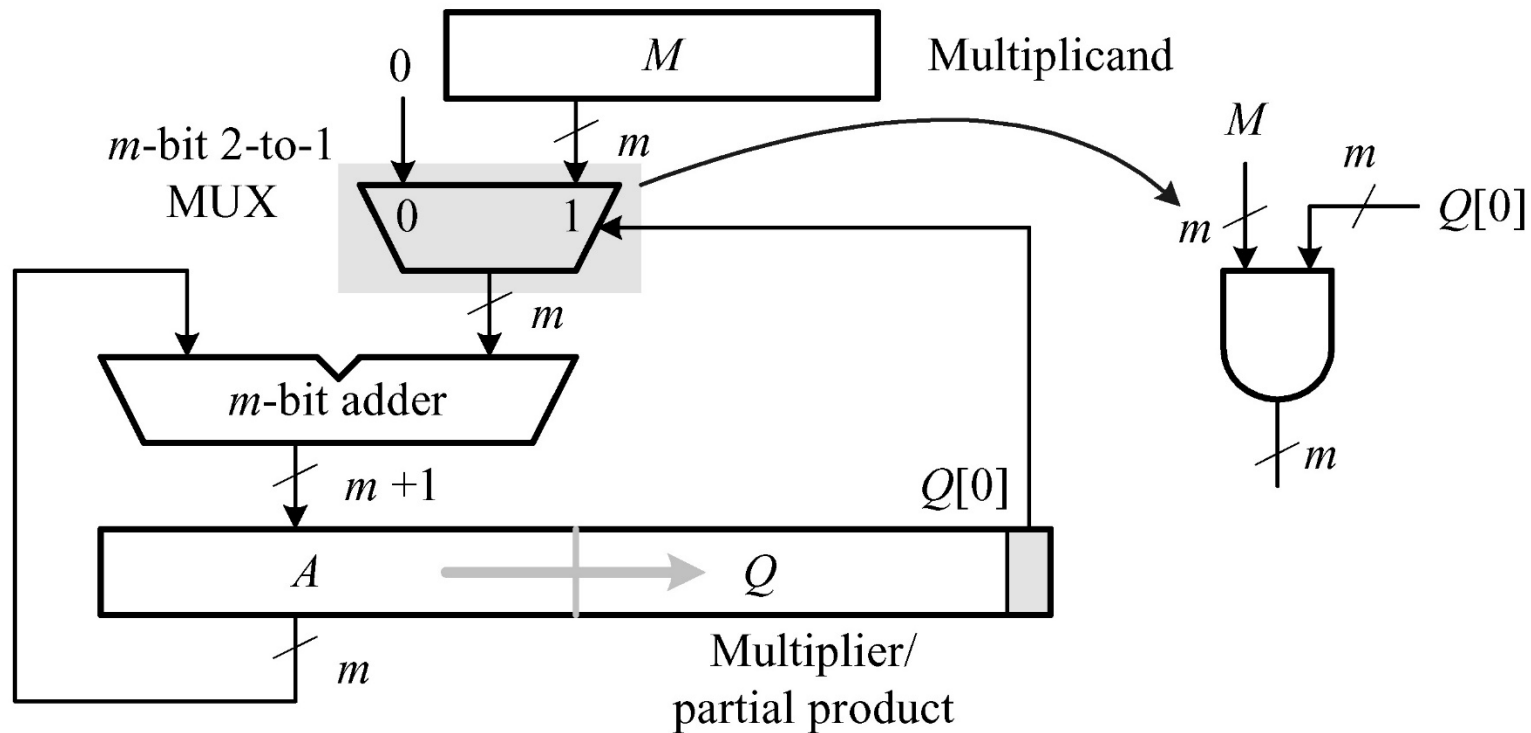 M
Multiplicand
0
m-bit 2-to-1
MUX
m
0
1
m
M
m
m
Q[0]
m
m-bit adder
m +1
Q[0]
A
Q
m
Multiplier/
partial product